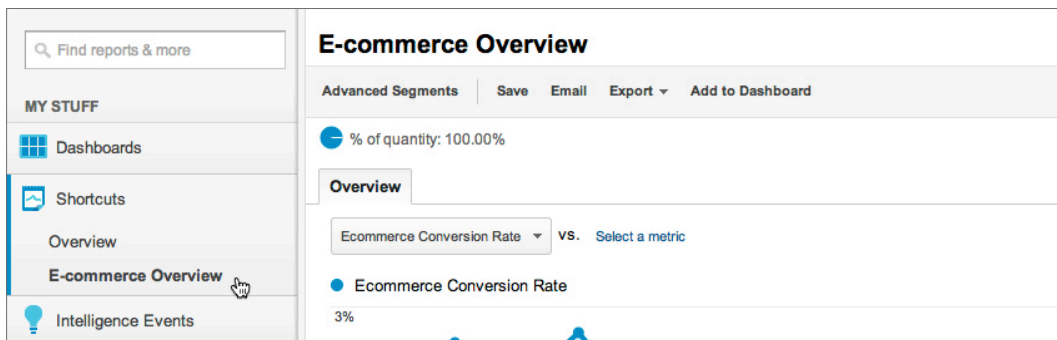 Find reports & more
MY STUFF
Dashboards
Shortcuts
Overview
E-commerce Overview
Intelligence Events
E-commerce Overview
Advanced Segments Save Email Export Add to Dashboard
% of quantity: 100.00%
Overview
Ecommerce Conversion Rate VS. Select a metric
Ecommerce Conversion Rate
3%